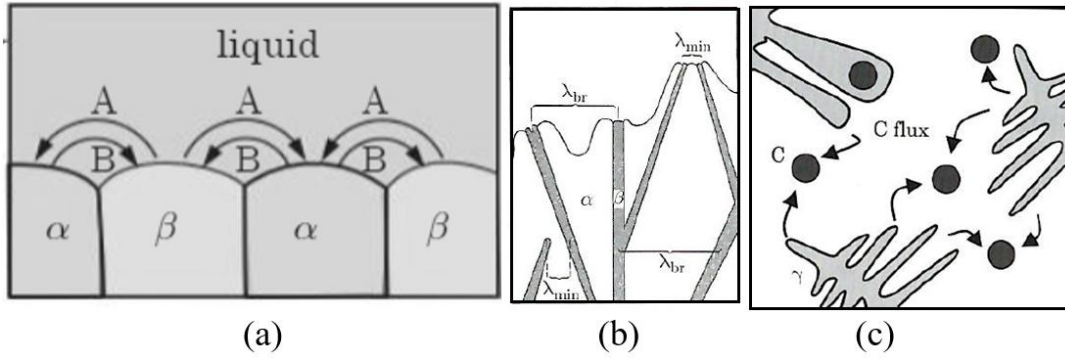 liquid
A A A
B B B
α β α β
(a)
λmin
λbr
α β
λbr
λmin
(b)
C flux
C
γ
(c)